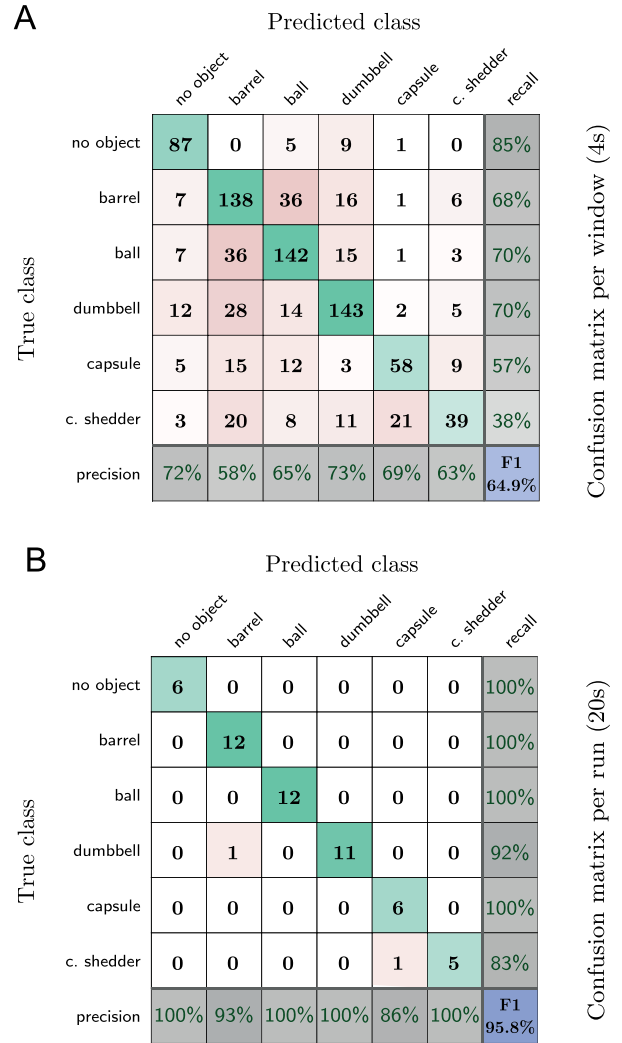 A
Predicted class
no object barrel ball dumbbell capsule c. shedder recall
no object 87 0 5 9 1 0 85%
barrel 7 138 36 16 1 6 68%
ball 7 36 142 15 1 3 70%
dumbbell 12 28 14 143 2 5 70%
capsule 5 15 12 3 58 9 57%
c. shedder 3 20 8 11 21 39 38%
precision 72% 58% 65% 73% 69% 63% F1
64.9%
True class
Confusion matrix per window (4s)
B
Predicted class
no object barrel ball dumbbell capsule c. shedder recall
no object 6 0 0 0 0 0 100%
barrel 0 12 0 0 0 0 100%
ball 0 0 12 0 0 0 100%
dumbbell 0 1 0 11 0 0 92%
capsule 0 0 0 0 6 0 100%
c. shedder 0 0 0 0 1 5 83%
precision 100% 93% 100% 100% 86% 100% F1
95.8%
True class
Confusion matrix per run (20s)